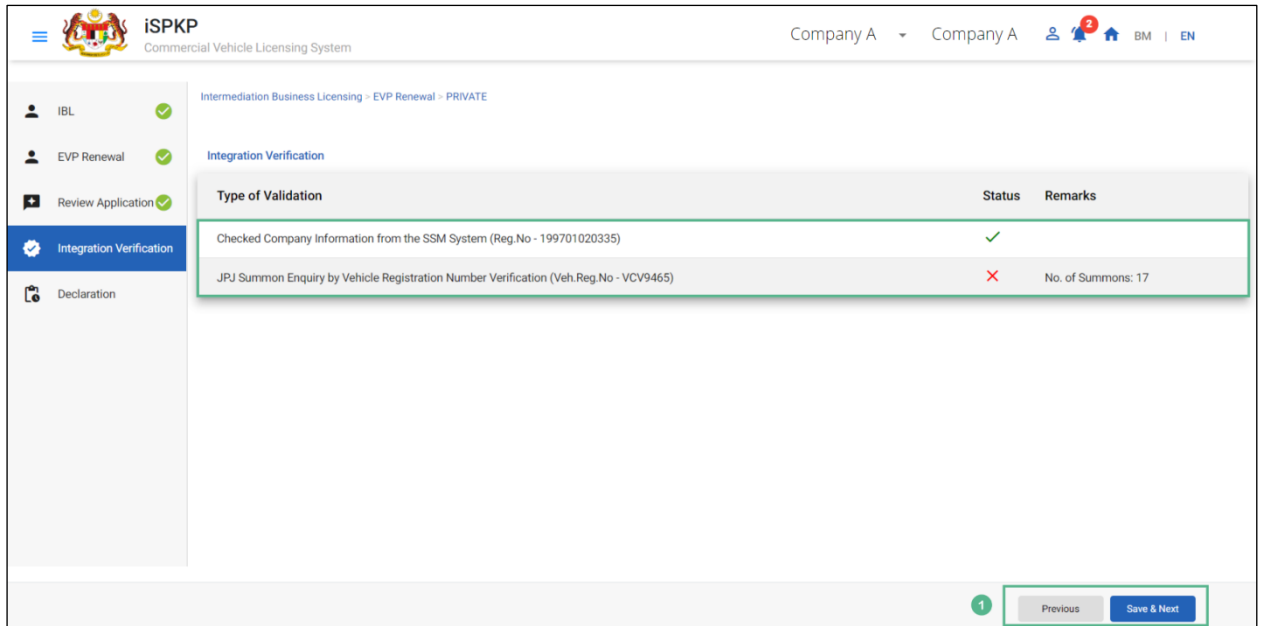 iSPKP
Commercial Vehicle Licensing System
Company A Company A 2 BM | EN
Intermediation Business Licensing > EVP Renewal > PRIVATE
IBL
EVP Renewal
Review Application
Integration Verification
Declaration
Integration Verification
Type of Validation Status Remarks
Checked Company Information from the SSM System (Reg.No - 199701020335)
JPJ Summon Enquiry by Vehicle Registration Number Verification (Veh.Reg.No - VCV9465) No. of Summons: 17
1 Previous Save & Next